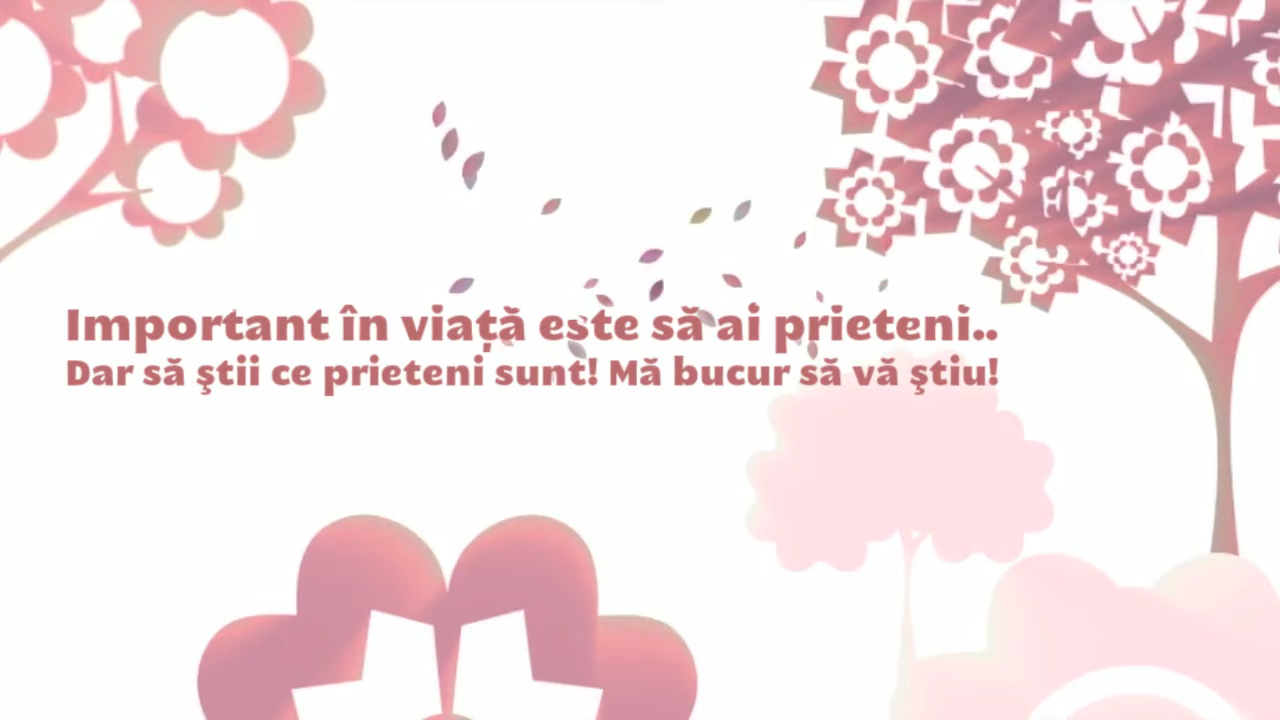 Important în viață este să ai prieteni..
Dar să ştii ce prieteni sunt! Mă bucur să vă ştiu!